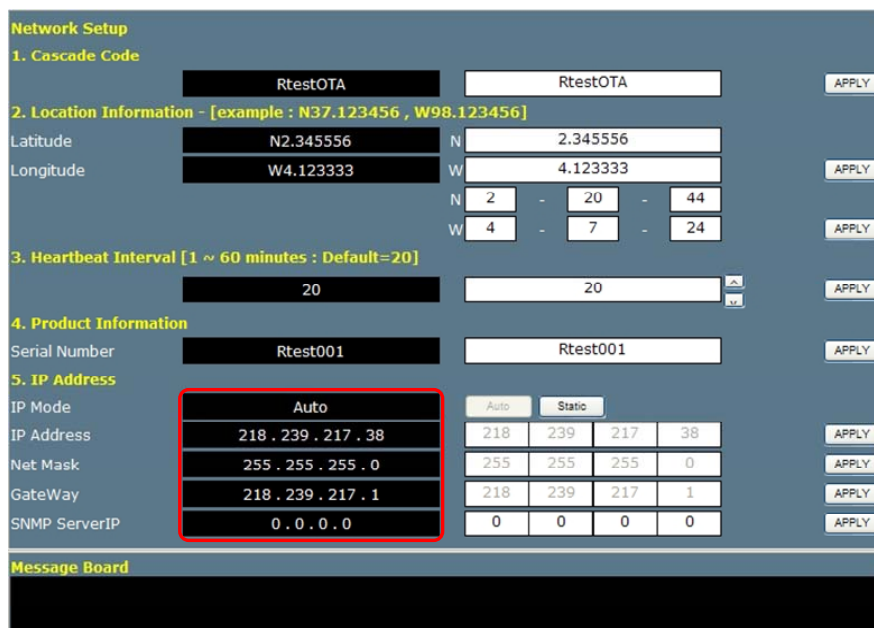 Network Setup
1. Cascade Code
RtestOTA RtestOTA APPLY
2. Location Information - [example : N37.123456 , W98.123456]
Latitude N2.345556 N 2.345556
Longitude W4.123333 W 4.123333 APPLY
N 2 - 20 - 44
W 4 - 7 - 24 APPLY
3. Heartbeat Interval [1 ~ 60 minutes : Default=20]
20 20 APPLY
4. Product Information
Serial Number Rtest001 Rtest001 APPLY
5. IP Address
IP Mode Auto Auto Static
IP Address 218 . 239 . 217 . 38 218 239 217 38 APPLY
Net Mask 255 . 255 . 255 . 0 255 255 255 0 APPLY
GateWay 218 . 239 . 217 . 1 218 239 217 1 APPLY
SNMP ServerIP 0 . 0 . 0 . 0 0 0 0 0 APPLY
Message Board